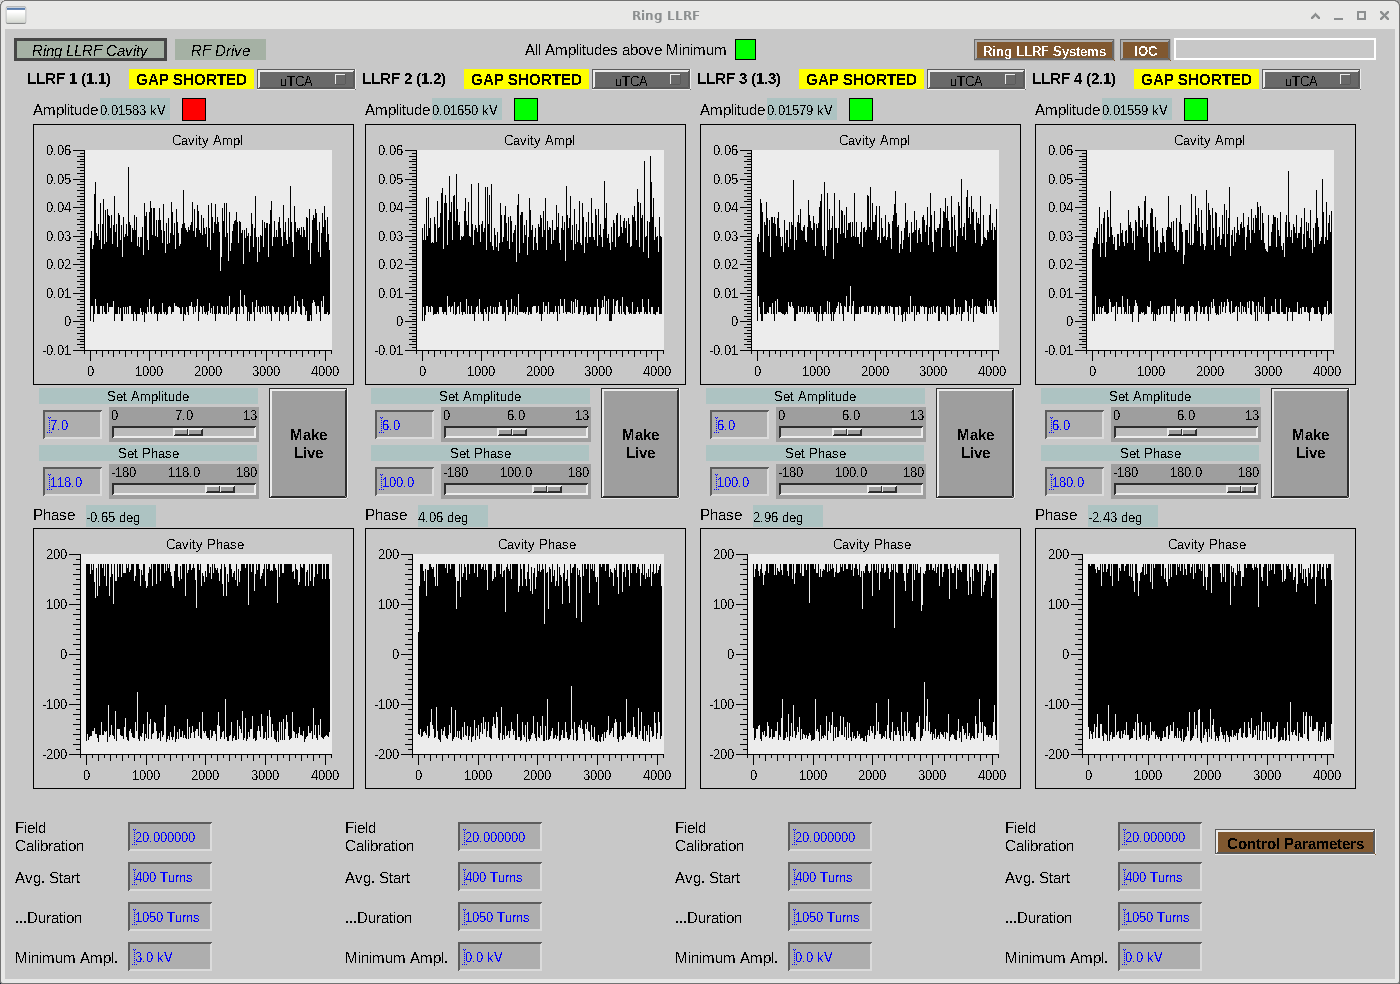 Ring LLRF
Ring LLRF Cavity RF Drive All Amplitudes above Minimum Ring LLRF Systems IOC
LLRF 1 (1.1) GAP SHORTED uTCA LLRF 2 (1.2) GAP SHORTED uTCA LLRF 3 (1.3) GAP SHORTED uTCA LLRF 4 (2.1) GAP SHORTED uTCA
Amplitude 0.01583 kV Amplitude 0.01650 kV Amplitude 0.01579 kV Amplitude 0.01559 kV
Cavity Ampl Cavity Ampl Cavity Ampl Cavity Ampl
0.06 0.06 0.06 0.06
0.05 0.05 0.05 0.05
0.04 0.04 0.04 0.04
0.03 0.03 0.03 0.03
0.02 0.02 0.02 0.02
0.01 0.01 0.01 0.01
0 0 0 0
-0.01 -0.01 -0.01 -0.01
0 1000 2000 3000 4000 0 1000 2000 3000 4000 0 1000 2000 3000 4000 0 1000 2000 3000 4000
Set Amplitude Set Amplitude Set Amplitude Set Amplitude
0 7.0 13 0 6.0 13 0 6.0 13 0 6.0 13
7.0 6.0 6.0 6.0
Make Live Make Live Make Live Make Live
Set Phase Set Phase Set Phase Set Phase
-180 118.0 180 -180 100.0 180 -180 100.0 180 -180 180.0 180
118.0 100.0 100.0 180.0
Phase -0.65 deg Phase 4.06 deg Phase 2.96 deg Phase -2.43 deg
Cavity Phase Cavity Phase Cavity Phase Cavity Phase
200 200 200 200
100 100 100 100
0 0 0 0
-100 -100 -100 -100
-200 -200 -200 -200
0 1000 2000 3000 4000 0 1000 2000 3000 4000 0 1000 2000 3000 4000 0 1000 2000 3000 4000
Field Calibration 20.000000 Field Calibration 20.000000 Field Calibration 20.000000 Field Calibration 20.000000 Control Parameters
Avg. Start 400 Turns Avg. Start 400 Turns Avg. Start 400 Turns Avg. Start 400 Turns
...Duration 1050 Turns ...Duration 1050 Turns ...Duration 1050 Turns ...Duration 1050 Turns
Minimum Ampl. 3.0 kV Minimum Ampl. 0.0 kV Minimum Ampl. 0.0 kV Minimum Ampl. 0.0 kV